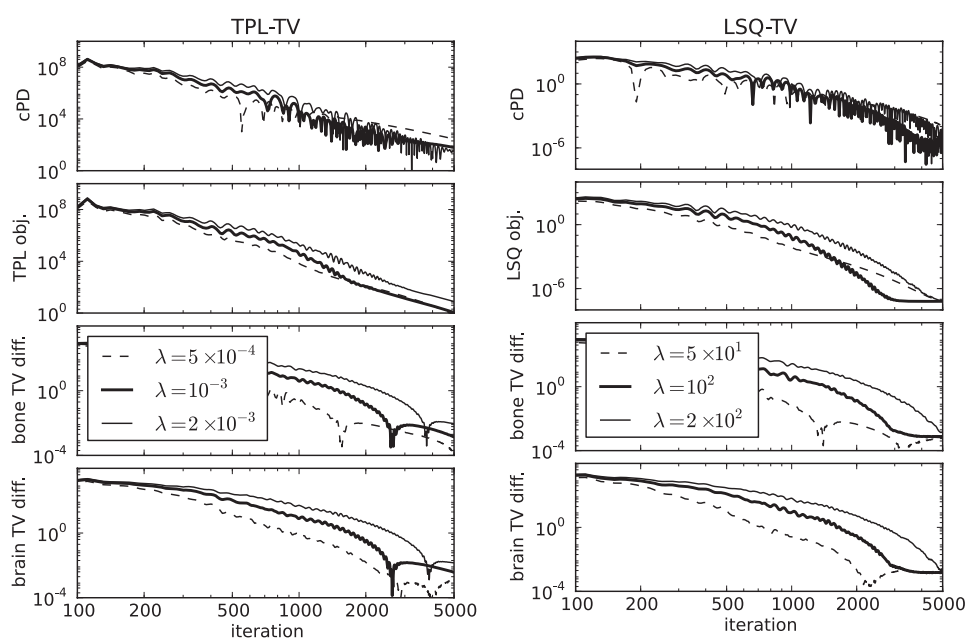 TPL-TV
LSQ-TV
cPD
10^8
10^4
10^0
cPD
10^0
10^-6
TPL obj.
10^8
10^4
10^0
LSQ obj.
10^0
10^-6
bone TV diff.
10^0
10^-4
λ = 5 ×10^-4
λ = 10^-3
λ = 2 ×10^-3
bone TV diff.
10^0
10^-4
λ = 5 ×10^1
λ = 10^2
λ = 2 ×10^2
brain TV diff.
10^0
10^-4
100 200 500 1000 2000 5000
iteration
brain TV diff.
10^0
10^-4
100 200 500 1000 2000 5000
iteration